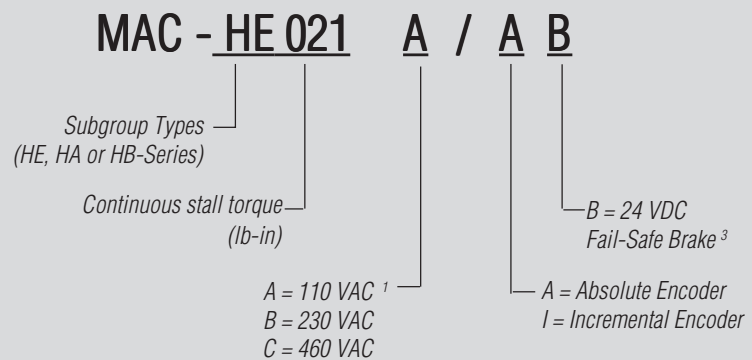 MAC - HE 021 A / A B
Subgroup Types
(HE, HA or HB-Series)
Continuous stall torque
(lb-in)
A = 110 VAC 1
B = 230 VAC
C = 460 VAC
B = 24 VDC
Fail-Safe Brake 3
A = Absolute Encoder
I = Incremental Encoder